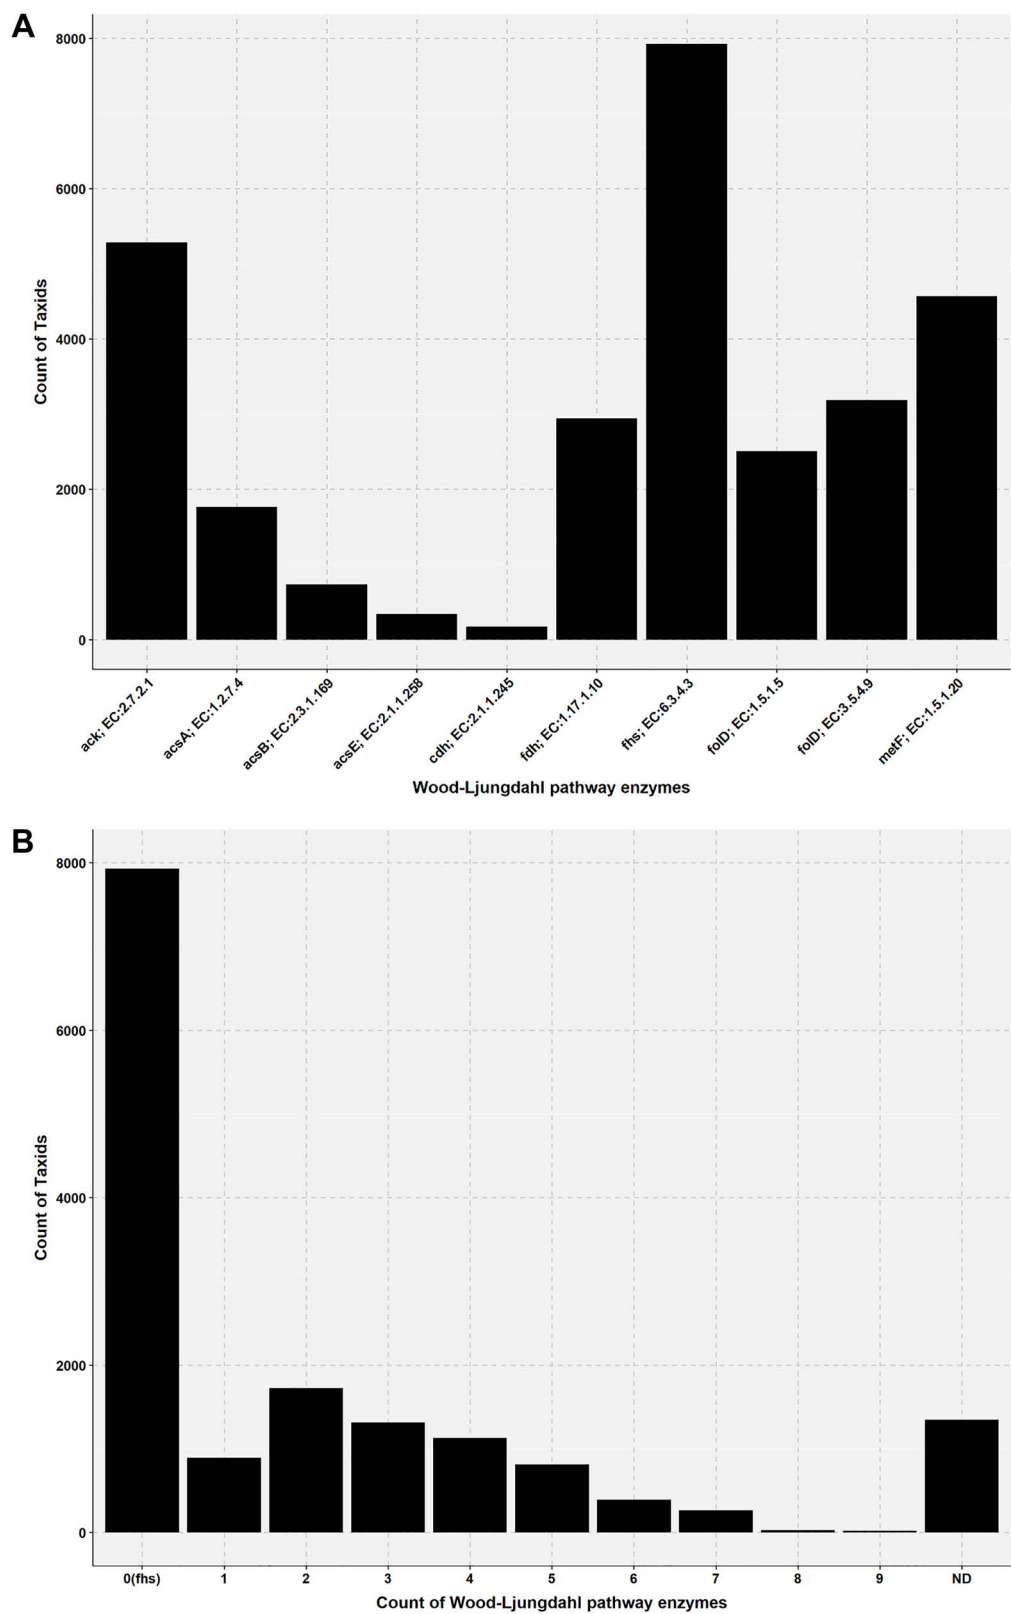 A
8000
6000
4000
2000
0
Count of Taxids
ack; EC:2.7.2.1
acsA; EC:1.2.7.4
acsB; EC:2.3.1.169
acsE; EC:2.1.1.258
cdh; EC:2.1.1.245
fdh; EC:1.17.1.10
fhs; EC:6.3.4.3
folD; EC:1.5.1.5
folD; EC:3.5.4.9
metF; EC:1.5.1.20
Wood-Ljungdahl pathway enzymes
B
8000
6000
4000
2000
0
Count of Taxids
0(fhs) 1 2 3 4 5 6 7 8 9 ND
Count of Wood-Ljungdahl pathway enzymes